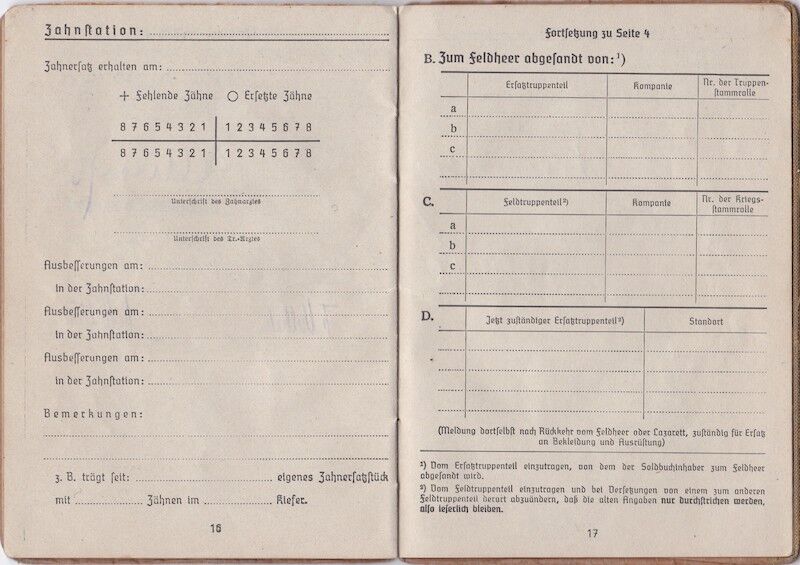 Zahnstation:
Zahnersatz erhalten am:
+ Fehlende Zähne ○ Ersetzte Zähne
8 7 6 5 4 3 2 1 | 1 2 3 4 5 6 7 8
8 7 6 5 4 3 2 1 | 1 2 3 4 5 6 7 8
Unterschrift des Zahnarztes
Unterschrift des Tr.-Arztes
Ausbesserungen am:
in der Zahnstation:
Ausbesserungen am:
in der Zahnstation:
Ausbesserungen am:
in der Zahnstation:
Bemerkungen:
z. B. trägt seit: eigenes Zahnersatzstück
mit Zähnen im Kiefer.
16
Fortsetzung zu Seite 4
B. Zum Feldheer abgesandt von:¹)
Ersatztruppenteil Kompanie Nr. der Truppen-
stammrolle
a
b
c
C. Feldtruppenteil²) Kompanie Nr. der Kriegs-
stammrolle
a
b
c
D. Jetzt zuständiger Ersatztruppenteil²) Standort
(Meldung dortselbst nach Rückkehr vom Feldheer oder Lazarett, zuständig für Ersatz
an Bekleidung und Ausrüstung)
¹) Vom Ersatztruppenteil einzutragen, von dem der Soldbuchinhaber zum Feldheer
abgesandt wird.
²) Vom Feldtruppenteil einzutragen und bei Versetzungen von einem zum anderen
Feldtruppenteil derart abzuändern, daß die alten Angaben nur durchstrichen werden,
also leserlich bleiben.
17